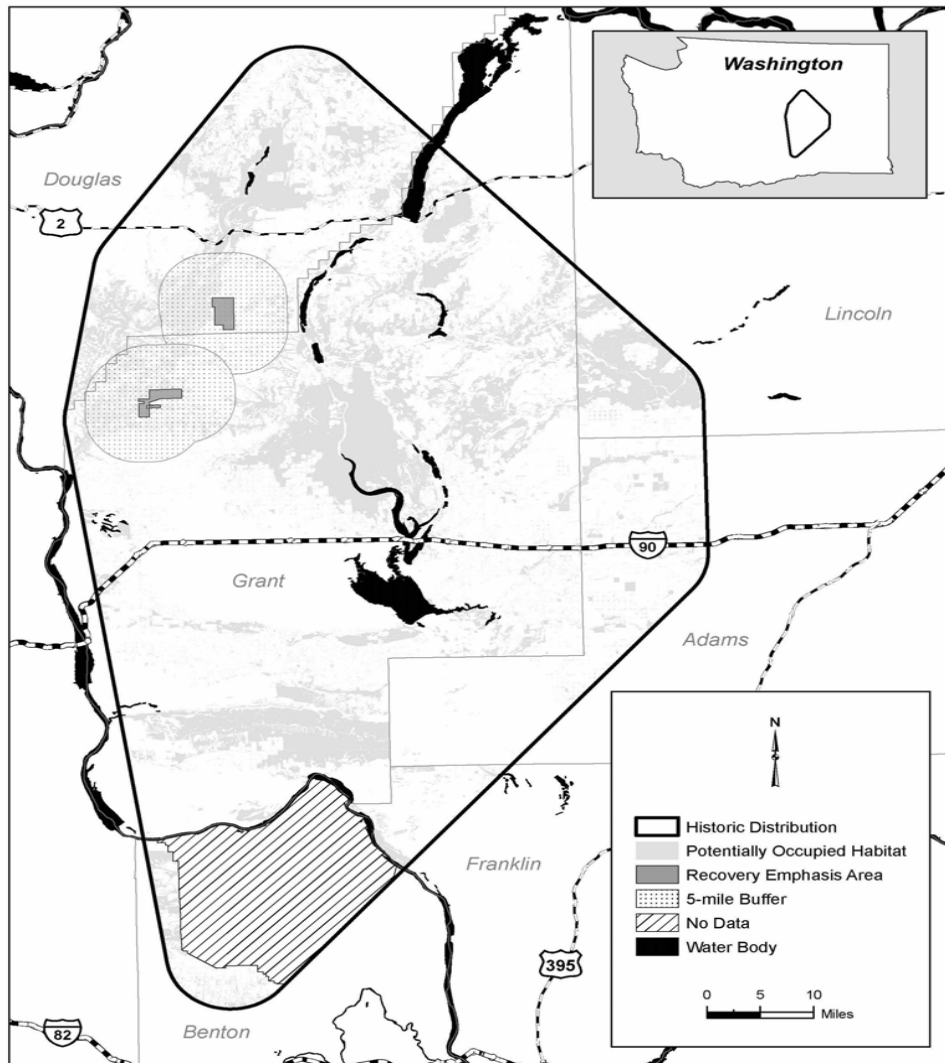 Washington
Douglas
2
Lincoln
90
Grant
Adams
N
Historic Distribution
Potentially Occupied Habitat
Recovery Emphasis Area
5-mile Buffer
No Data
Water Body
0 5 10
Miles
Franklin
395
Benton
82